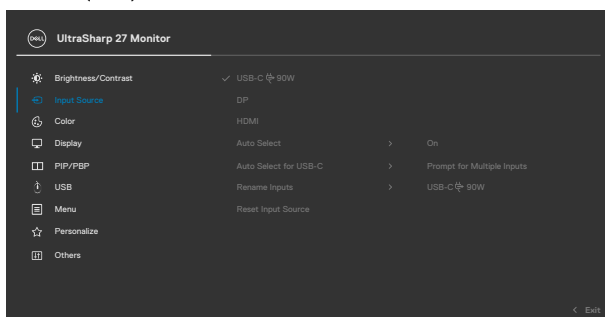 DELL
UltraSharp 27 Monitor
Brightness/Contrast
USB-C 90W
Input Source
DP
Color
HDMI
Display
Auto Select > On
PIP/PBP
Auto Select for USB-C > Prompt for Multiple Inputs
USB
Rename Inputs > USB-C 90W
Menu
Reset Input Source
Personalize
Others
< Exit